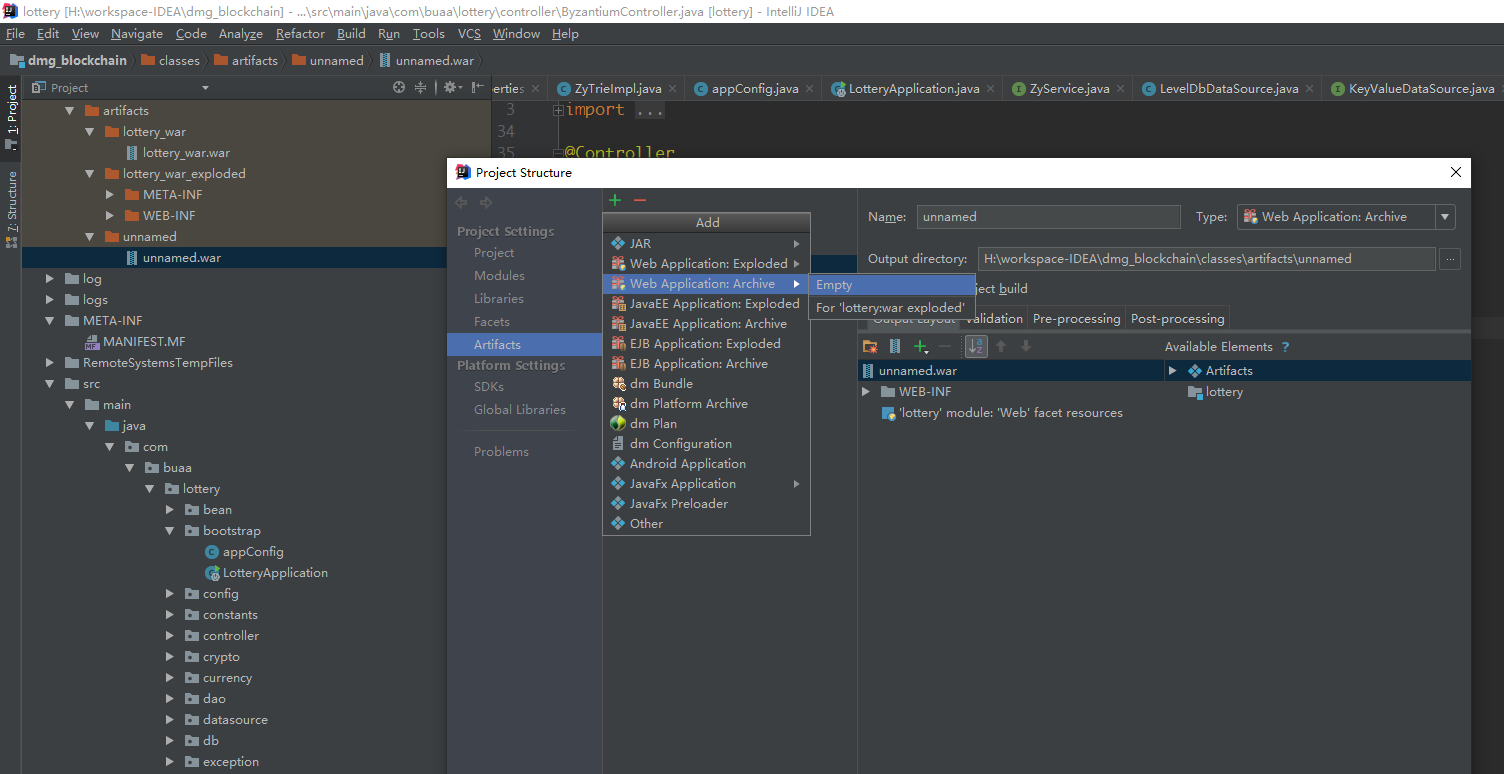 lottery [H:\workspace-IDEA\dmg_blockchain] - ...\src\main\java\com\buaa\lottery\controller\ByzantiumController.java [lottery] - IntelliJ IDEA
File Edit View Navigate Code Analyze Refactor Build Run Tools VCS Window Help
dmg_blockchain classes artifacts unnamed unnamed.war
1: Project
Z: Structure
Project
erties ZyTrieImpl.java appConfig.java LotteryApplication.java ZyService.java LevelDbDataSource.java KeyValueDataSource.java
3 import ...
34
35 @Controller
artifacts
lottery_war
lottery_war.war
lottery_war_exploded
META-INF
WEB-INF
unnamed
unnamed.war
log
logs
META-INF
MANIFEST.MF
RemoteSystemsTempFiles
src
main
java
com
buaa
lottery
bean
bootstrap
appConfig
LotteryApplication
config
constants
controller
crypto
currency
dao
datasource
db
exception
Project Structure
Project Settings
Project
Modules
Libraries
Facets
Artifacts
Platform Settings
SDKs
Global Libraries
Problems
Add
JAR
Web Application: Exploded
Web Application: Archive
JavaEE Application: Exploded
JavaEE Application: Archive
EJB Application: Exploded
EJB Application: Archive
dm Bundle
dm Platform Archive
dm Plan
dm Configuration
Android Application
JavaFx Application
JavaFx Preloader
Other
Empty
For 'lottery:war exploded'
Name: unnamed Type: Web Application: Archive
Output directory: H:\workspace-IDEA\dmg_blockchain\classes\artifacts\unnamed ...
ject build
Output Layout Validation Pre-processing Post-processing
Available Elements ?
unnamed.war
WEB-INF
'lottery' module: 'Web' facet resources
Artifacts
lottery